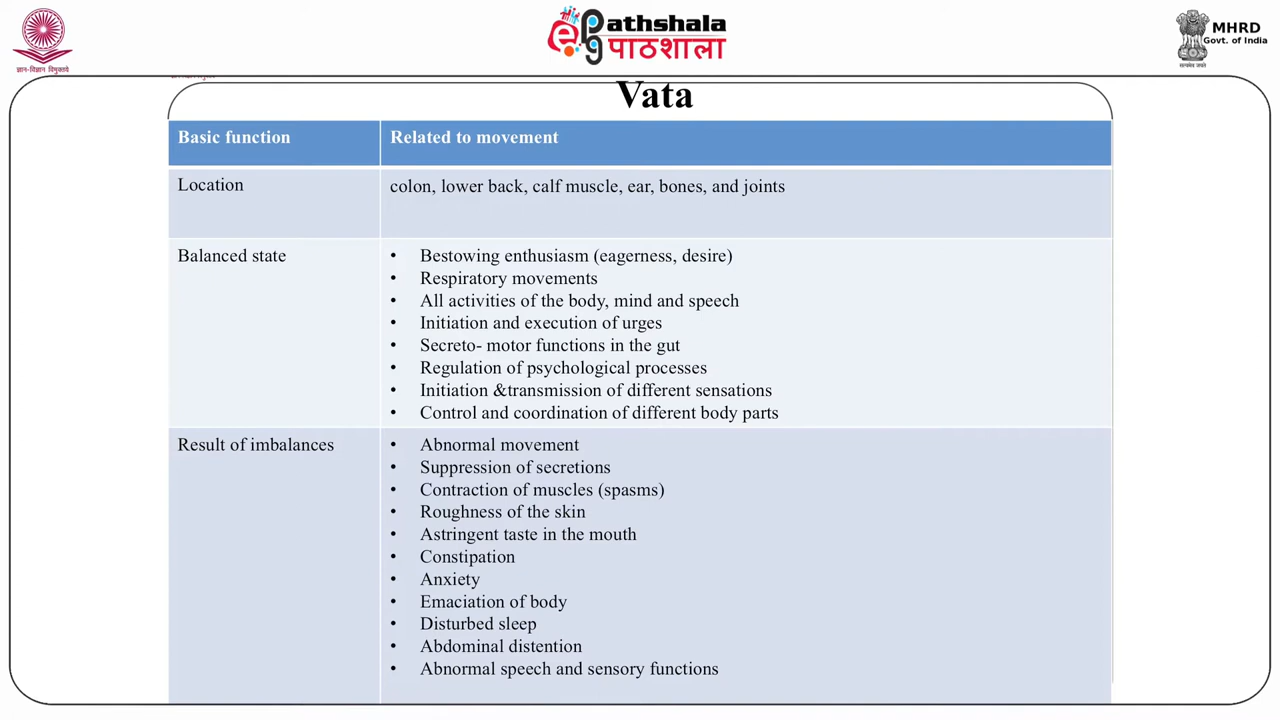 ज्ञान-विज्ञान विमुक्तये
ePathshala
पाठशाला
MHRD
Govt. of India
सत्यमेव जयते
Vata
Basic function
Related to movement
Location
colon, lower back, calf muscle, ear, bones, and joints
Balanced state
• Bestowing enthusiasm (eagerness, desire)
• Respiratory movements
• All activities of the body, mind and speech
• Initiation and execution of urges
• Secreto- motor functions in the gut
• Regulation of psychological processes
• Initiation &transmission of different sensations
• Control and coordination of different body parts
Result of imbalances
• Abnormal movement
• Suppression of secretions
• Contraction of muscles (spasms)
• Roughness of the skin
• Astringent taste in the mouth
• Constipation
• Anxiety
• Emaciation of body
• Disturbed sleep
• Abdominal distention
• Abnormal speech and sensory functions